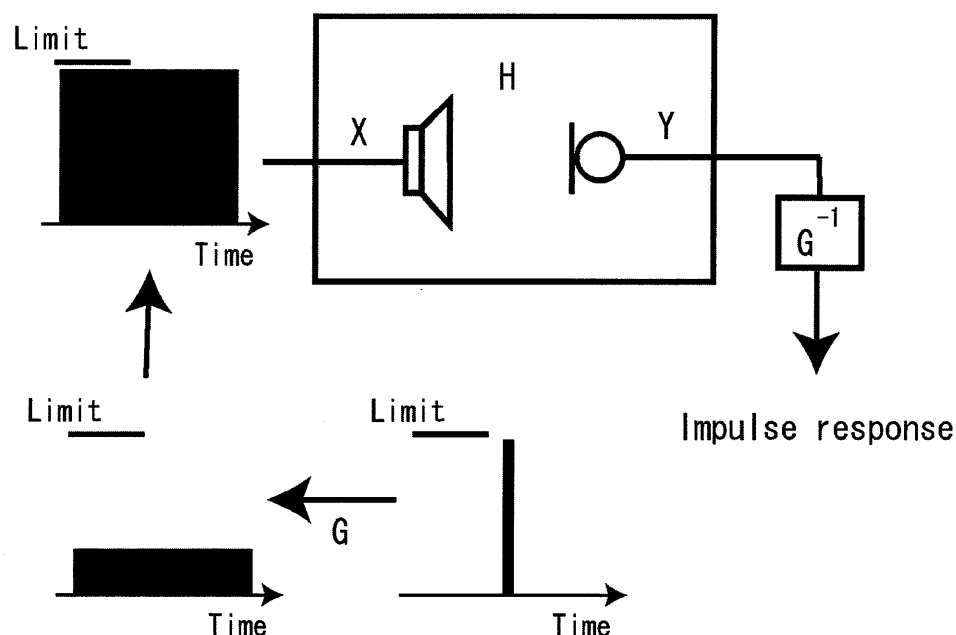 Limit
H
X
Y
G⁻¹
Time
Limit
Limit
Impulse response
G
Time
Time